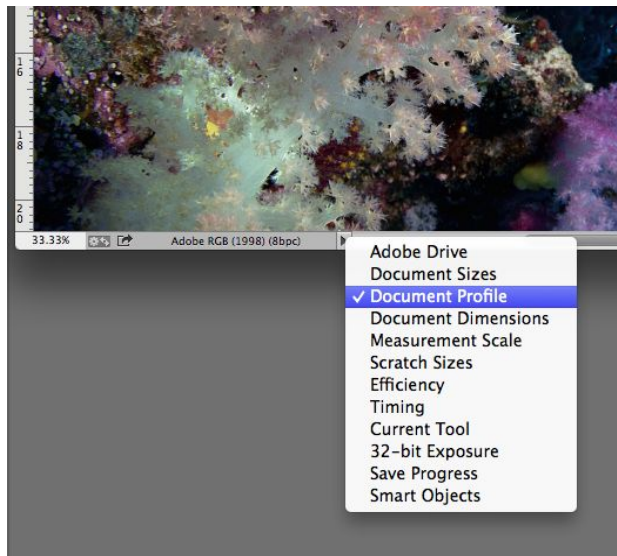 1
6
1
8
2
0
33.33% Adobe RGB (1998) (8bpc)
Adobe Drive
Document Sizes
✓ Document Profile
Document Dimensions
Measurement Scale
Scratch Sizes
Efficiency
Timing
Current Tool
32-bit Exposure
Save Progress
Smart Objects